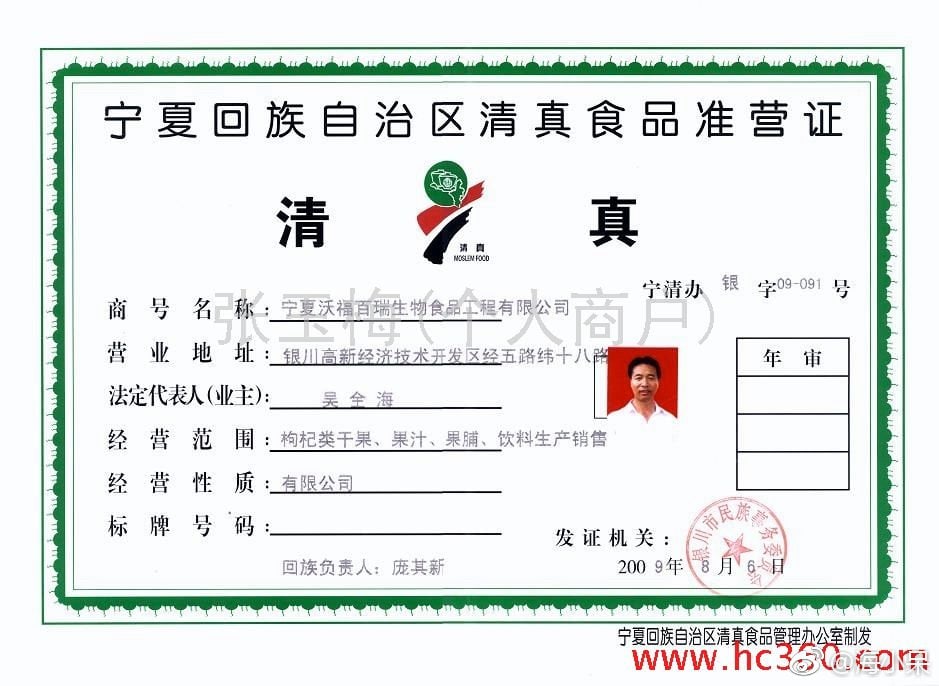 宁夏回族自治区清真食品准营证
清 真
清真
MOSLEM FOOD
宁清办 银 字09-091 号
商号名称：宁夏沃福百瑞生物食品工程有限公司
张玉梅(个人商户)
营业地址：银川高新经济技术开发区经五路纬十八路
年 审
法定代表人(业主)：吴全海
经营范围：枸杞类干果、果汁、果脯、饮料生产销售
经营性质：有限公司
标牌号码：
发证机关：
银川市民族事务委员会
回族负责人：庞其新
2009年8月6日
宁夏回族自治区清真食品管理办公室制发
www.hc360.com
@海小果